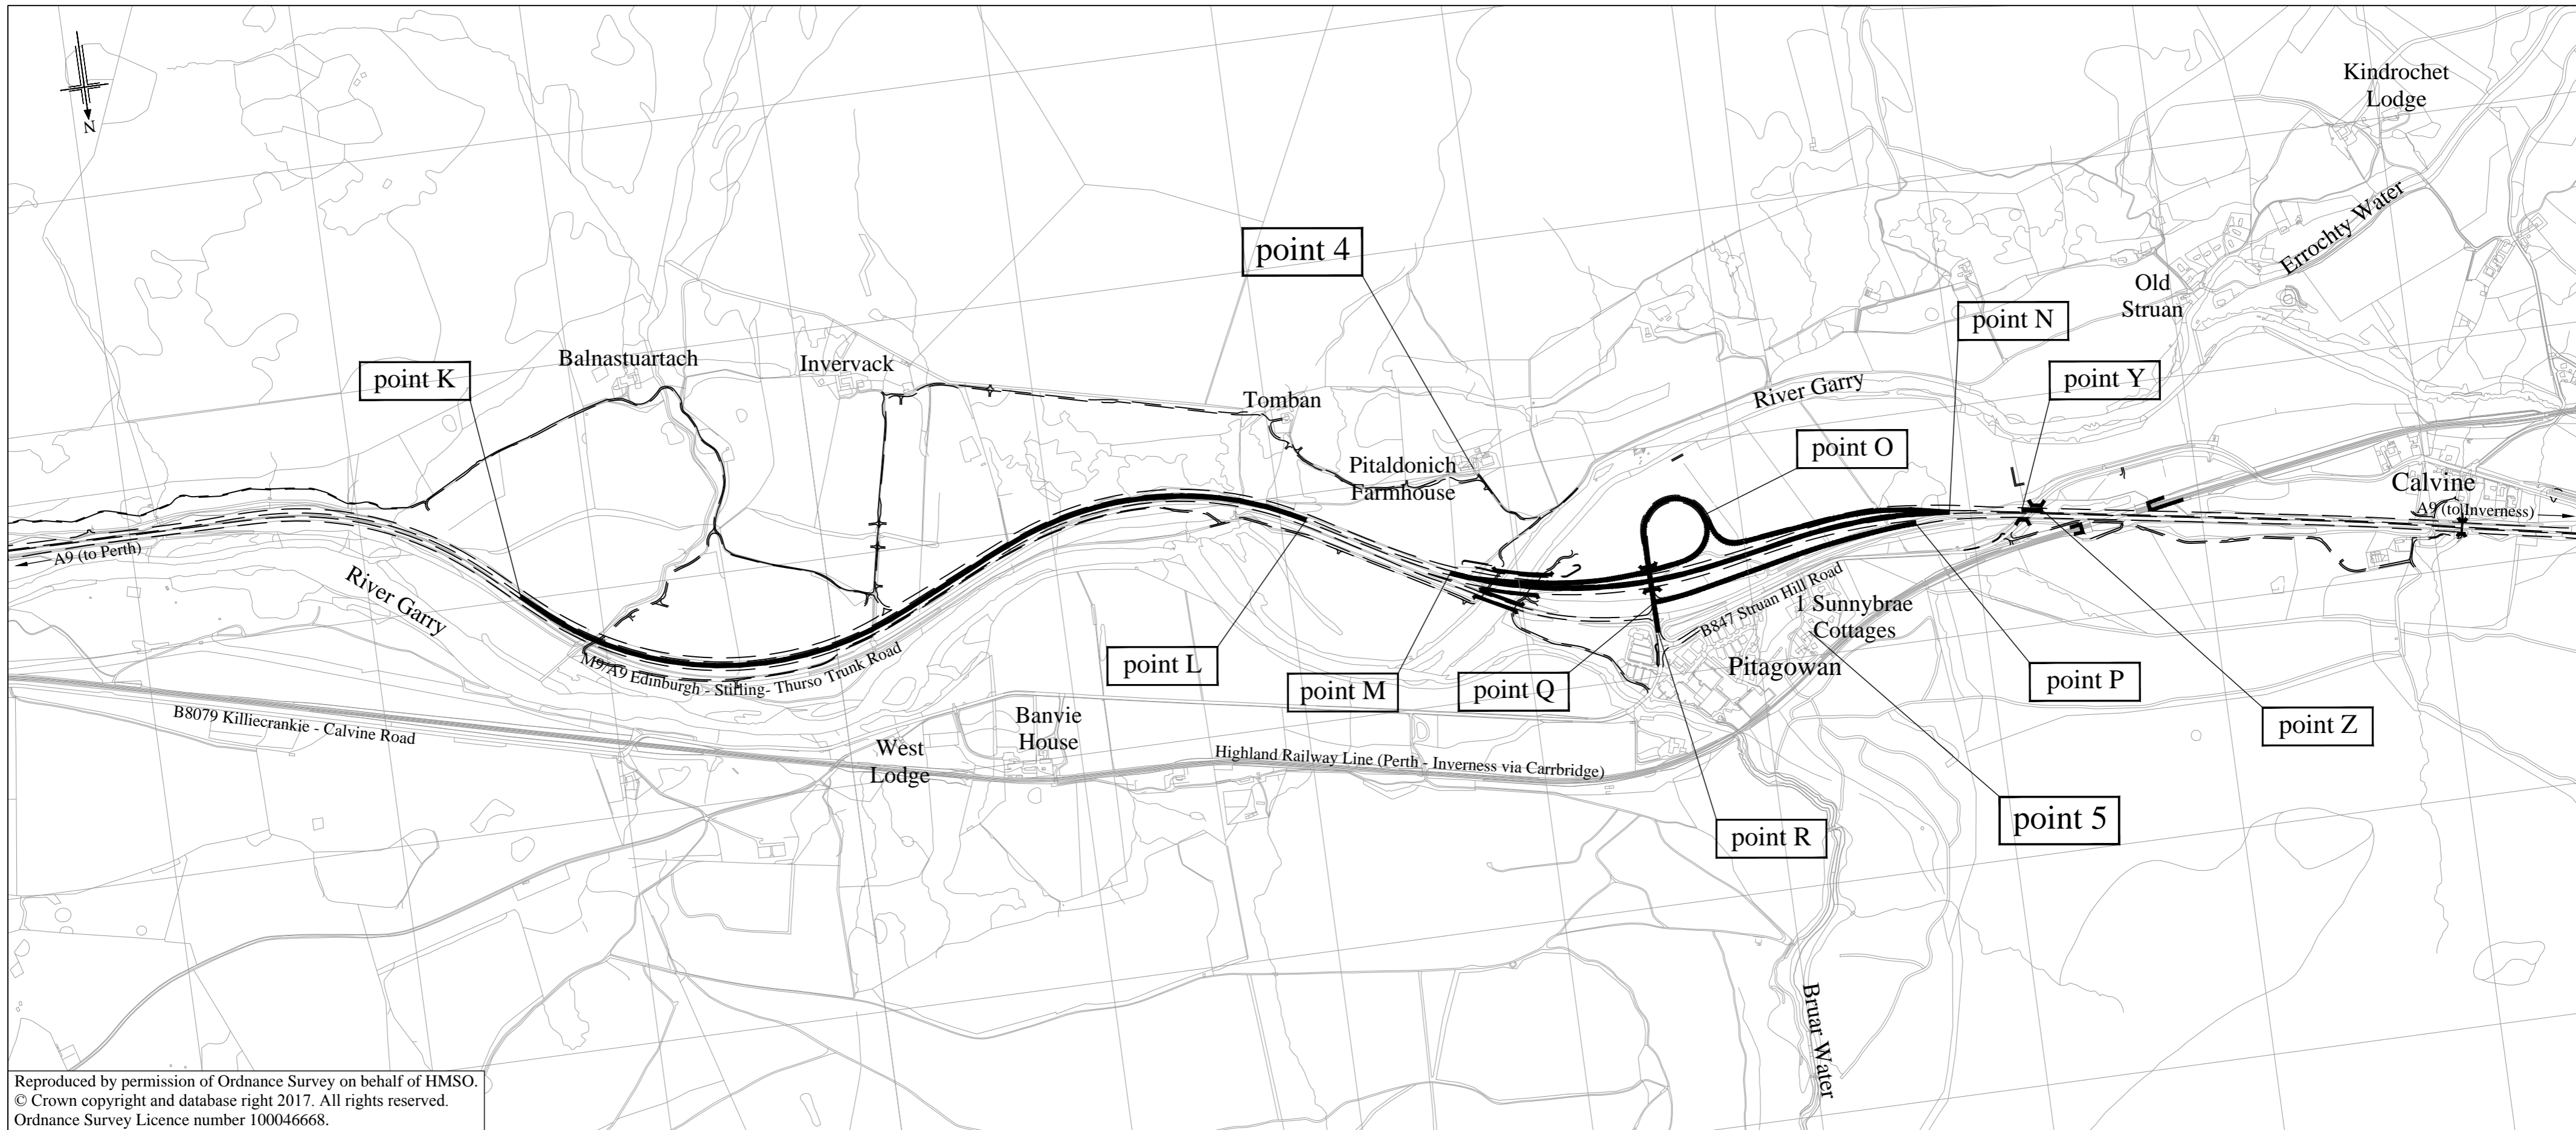 N
Kindrochet
Lodge
point 4
Errochty Water
Old
Struan
point N
point K
Balnastuartach
Invervack
point Y
River Garry
Tomban
point O
Pitaldonich
Farmhouse
Calvine
A9 (to Inverness)
A9 (to Perth)
River Garry
B847 Struan Hill Road
1 Sunnybrae
Cottages
M9/A9 Edinburgh - Stirling- Thurso Trunk Road
point L
point M
point Q
Pitagowan
point P
B8079 Killiecrankie - Calvine Road
Banvie
House
West
Lodge
Highland Railway Line (Perth - Inverness via Carrbridge)
point Z
point R
point 5
Bruar Water
Reproduced by permission of Ordnance Survey on behalf of HMSO.
© Crown copyright and database right 2017. All rights reserved.
Ordnance Survey Licence number 100046668.